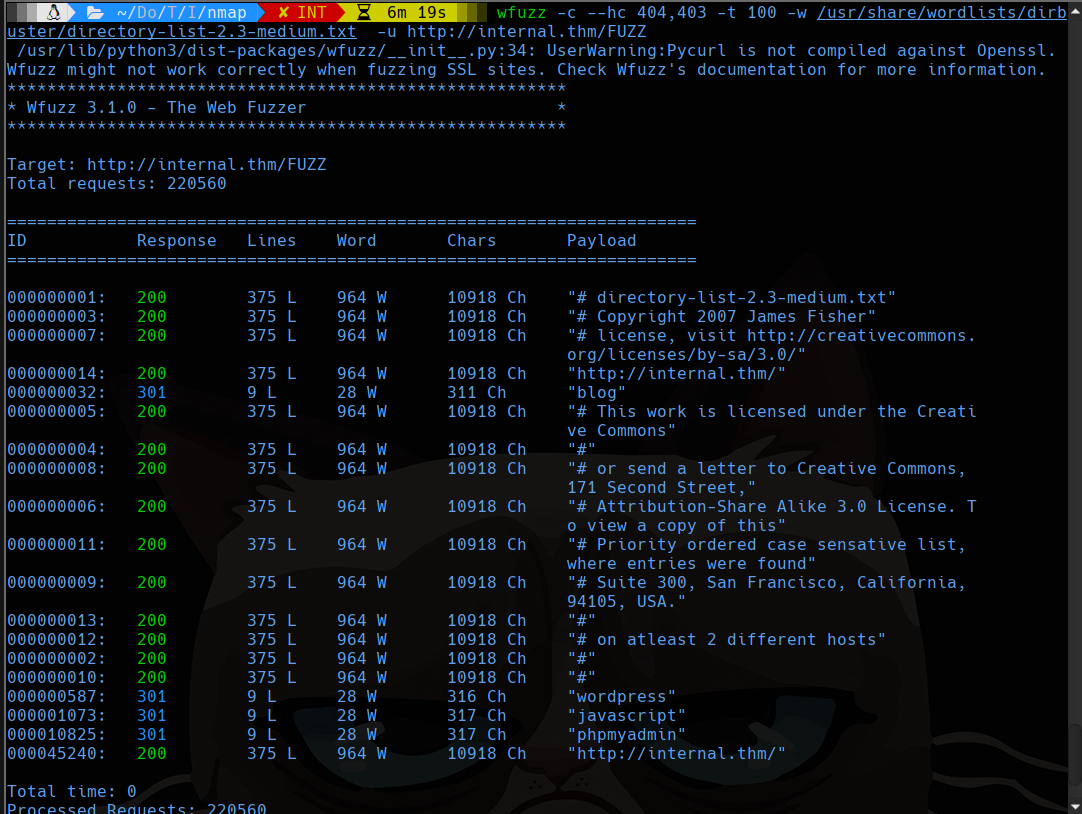 ~/Do/T/I/nmap ✘ INT 6m 19s wfuzz -c --hc 404,403 -t 100 -w /usr/share/wordlists/dirb
uster/directory-list-2.3-medium.txt -u http://internal.thm/FUZZ
/usr/lib/python3/dist-packages/wfuzz/__init__.py:34: UserWarning:Pycurl is not compiled against Openssl.
Wfuzz might not work correctly when fuzzing SSL sites. Check Wfuzz's documentation for more information.
********************************************************
* Wfuzz 3.1.0 - The Web Fuzzer                         *
********************************************************
Target: http://internal.thm/FUZZ
Total requests: 220560
=====================================================================
ID Response Lines Word Chars Payload
=====================================================================
000000001: 200 375 L 964 W 10918 Ch "# directory-list-2.3-medium.txt"
000000003: 200 375 L 964 W 10918 Ch "# Copyright 2007 James Fisher"
000000007: 200 375 L 964 W 10918 Ch "# license, visit http://creativecommons.
org/licenses/by-sa/3.0/"
000000014: 200 375 L 964 W 10918 Ch "http://internal.thm/"
000000032: 301 9 L 28 W 311 Ch "blog"
000000005: 200 375 L 964 W 10918 Ch "# This work is licensed under the Creati
ve Commons"
000000004: 200 375 L 964 W 10918 Ch "#"
000000008: 200 375 L 964 W 10918 Ch "# or send a letter to Creative Commons,
171 Second Street,"
000000006: 200 375 L 964 W 10918 Ch "# Attribution-Share Alike 3.0 License. T
o view a copy of this"
000000011: 200 375 L 964 W 10918 Ch "# Priority ordered case sensative list,
where entries were found"
000000009: 200 375 L 964 W 10918 Ch "# Suite 300, San Francisco, California,
94105, USA."
000000013: 200 375 L 964 W 10918 Ch "#"
000000012: 200 375 L 964 W 10918 Ch "# on atleast 2 different hosts"
000000002: 200 375 L 964 W 10918 Ch "#"
000000010: 200 375 L 964 W 10918 Ch "#"
000000587: 301 9 L 28 W 316 Ch "wordpress"
000001073: 301 9 L 28 W 317 Ch "javascript"
000010825: 301 9 L 28 W 317 Ch "phpmyadmin"
000045240: 200 375 L 964 W 10918 Ch "http://internal.thm/"
Total time: 0
Processed Requests: 220560